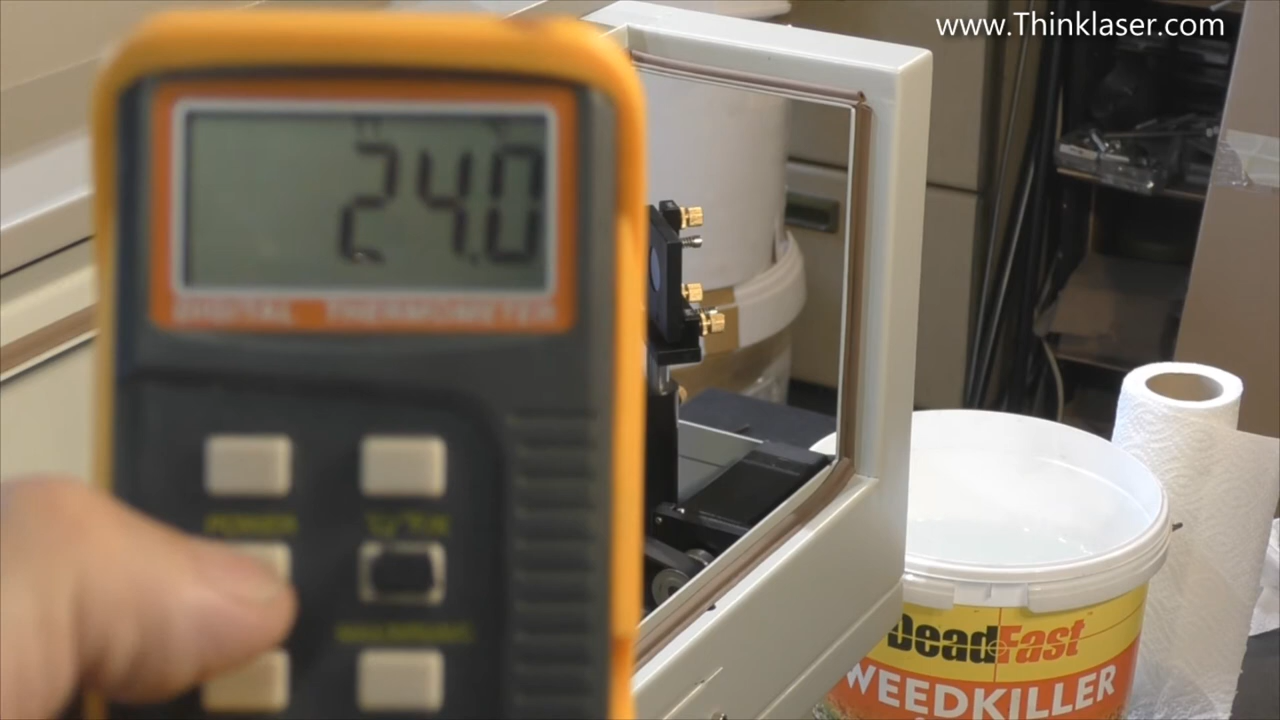 www.Thinklaser.com
24.0
DIGITAL THERMOMETER
POWER
DeadFast
WEEDKILLER